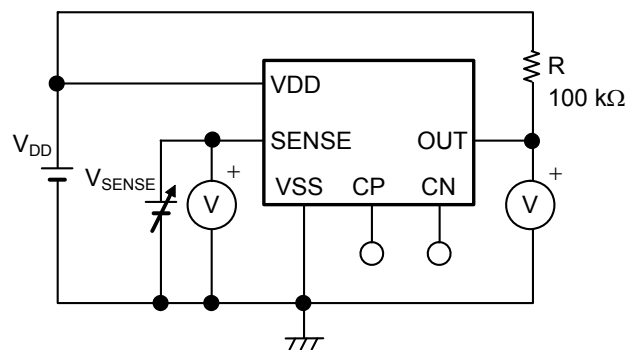 VDD
R
100 kΩ
VDD
SENSE
OUT
VSENSE
+
V
VSS
CP
CN
+
V